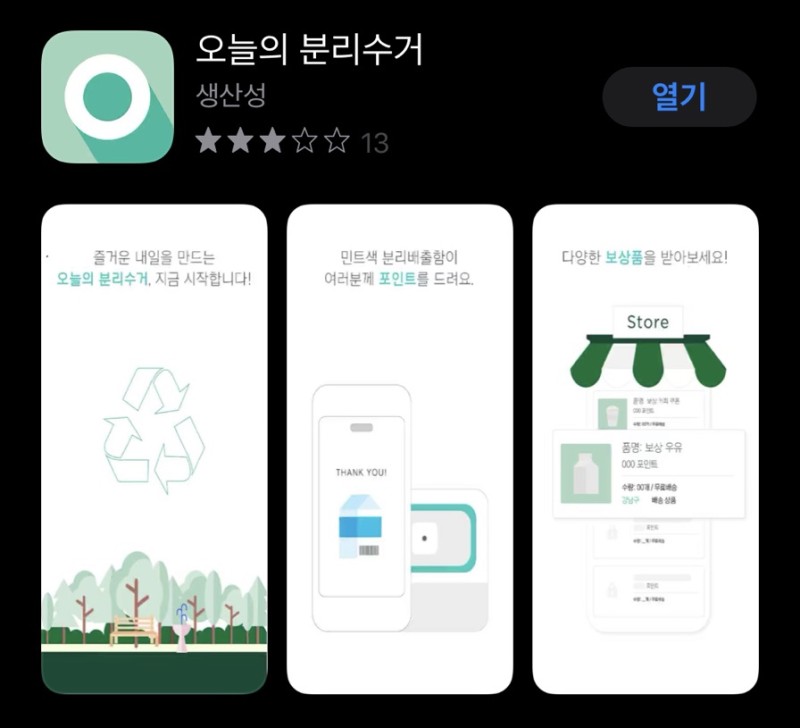 오늘의 분리수거
생산성
13
열기
즐거운 내일을 만드는
오늘의 분리수거, 지금 시작합니다!
민트색 분리배출함이
여러분께 포인트를 드려요.
THANK YOU!
다양한 보상품을 받아보세요!
Store
품명: 보상 커피 쿠폰
000 포인트
품명: 보상 우유
000 포인트
수량: 00개 / 무료배송
강남구 배송 상품
포인트
포인트